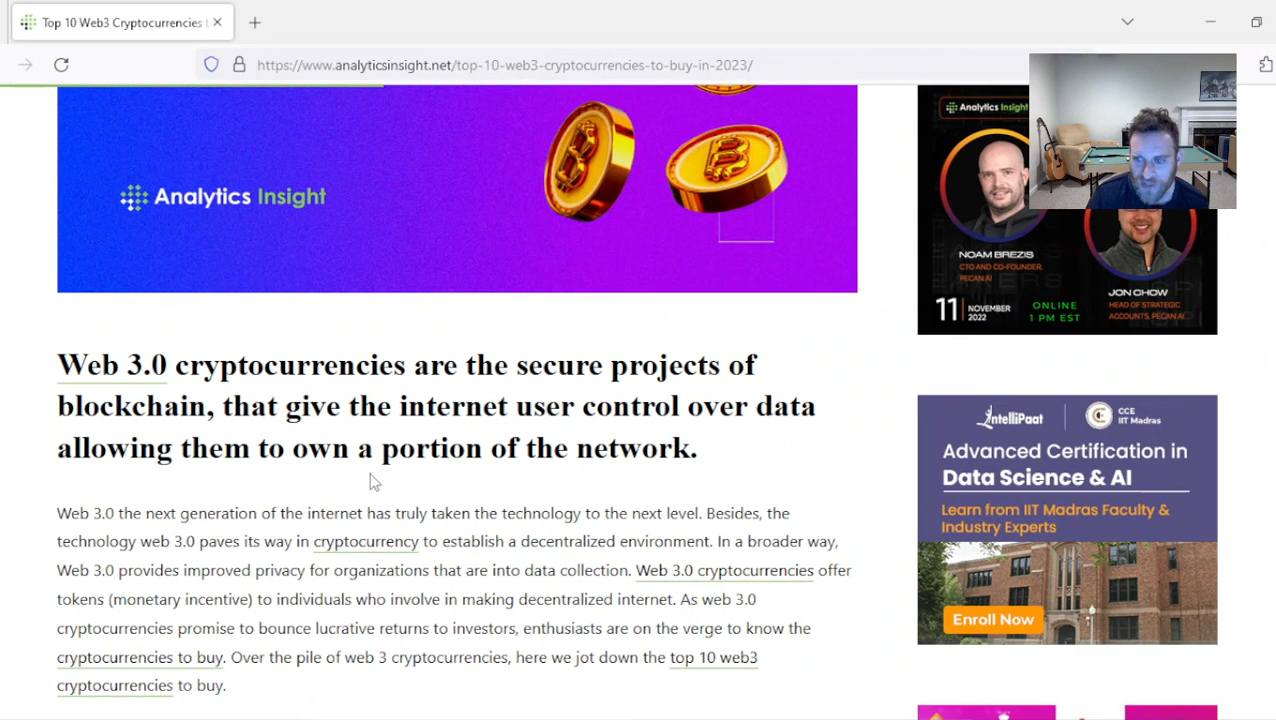 Top 10 Web3 Cryptocurrencies t
https://www.analyticsinsight.net/top-10-web3-cryptocurrencies-to-buy-in-2023/
Analytics Insight
Web 3.0 cryptocurrencies are the secure projects of
blockchain, that give the internet user control over data
allowing them to own a portion of the network.
Web 3.0 the next generation of the internet has truly taken the technology to the next level. Besides, the
technology web 3.0 paves its way in cryptocurrency to establish a decentralized environment. In a broader way,
Web 3.0 provides improved privacy for organizations that are into data collection. Web 3.0 cryptocurrencies offer
tokens (monetary incentive) to individuals who involve in making decentralized internet. As web 3.0
cryptocurrencies promise to bounce lucrative returns to investors, enthusiasts are on the verge to know the
cryptocurrencies to buy. Over the pile of web 3 cryptocurrencies, here we jot down the top 10 web3
cryptocurrencies to buy.
Analytics Insight
NOAM BREZIS
CTO AND CO-FOUNDER,
PECAN AI
JON CHOW
HEAD OF STRATEGIC
ACCOUNTS, PECAN AI
11 NOVEMBER
2022
ONLINE
1 PM EST
INTELLIPAAT
CCE
IIT Madras
Advanced Certification in
Data Science & AI
Learn from IIT Madras Faculty &
Industry Experts
Enroll Now